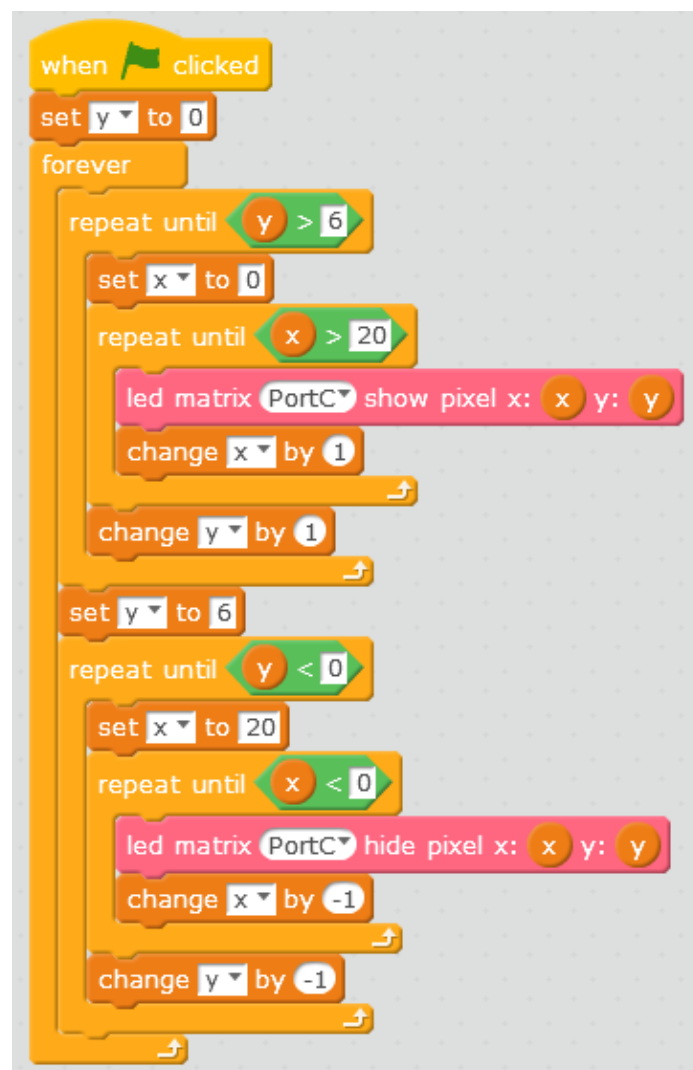 when clicked
set y to 0
forever
repeat until y > 6
set x to 0
repeat until x > 20
led matrix PortC show pixel x: x y: y
change x by 1
change y by 1
set y to 6
repeat until y < 0
set x to 20
repeat until x < 0
led matrix PortC hide pixel x: x y: y
change x by -1
change y by -1